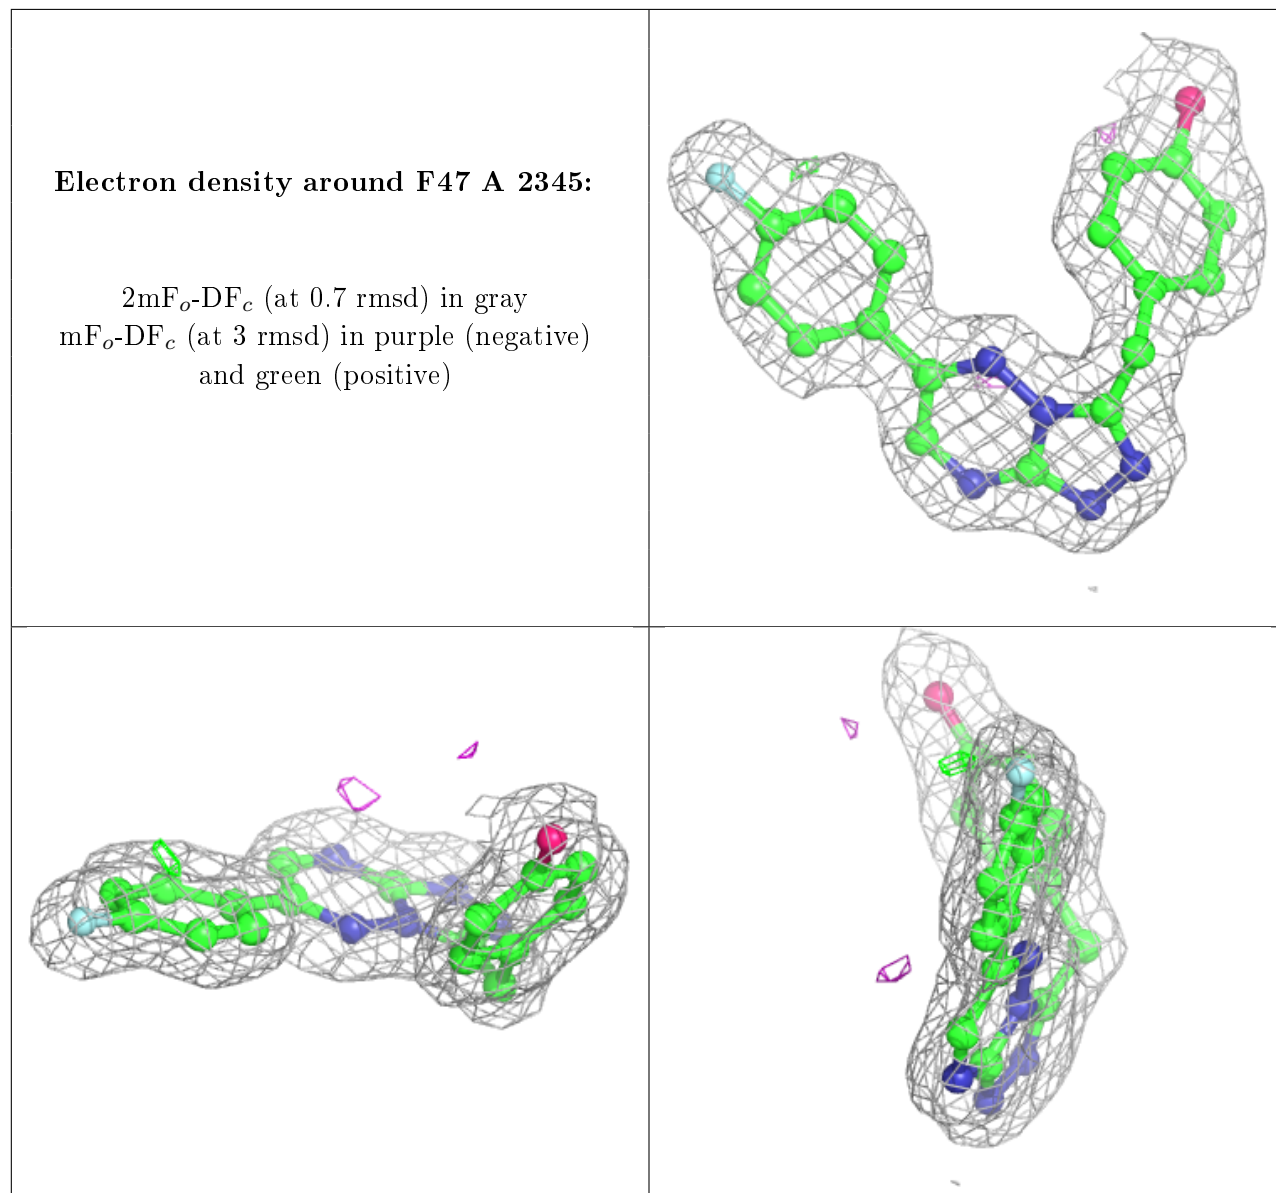 Electron density around F47 A 2345:
2mFo-DFc (at 0.7 rmsd) in gray
mFo-DFc (at 3 rmsd) in purple (negative)
and green (positive)